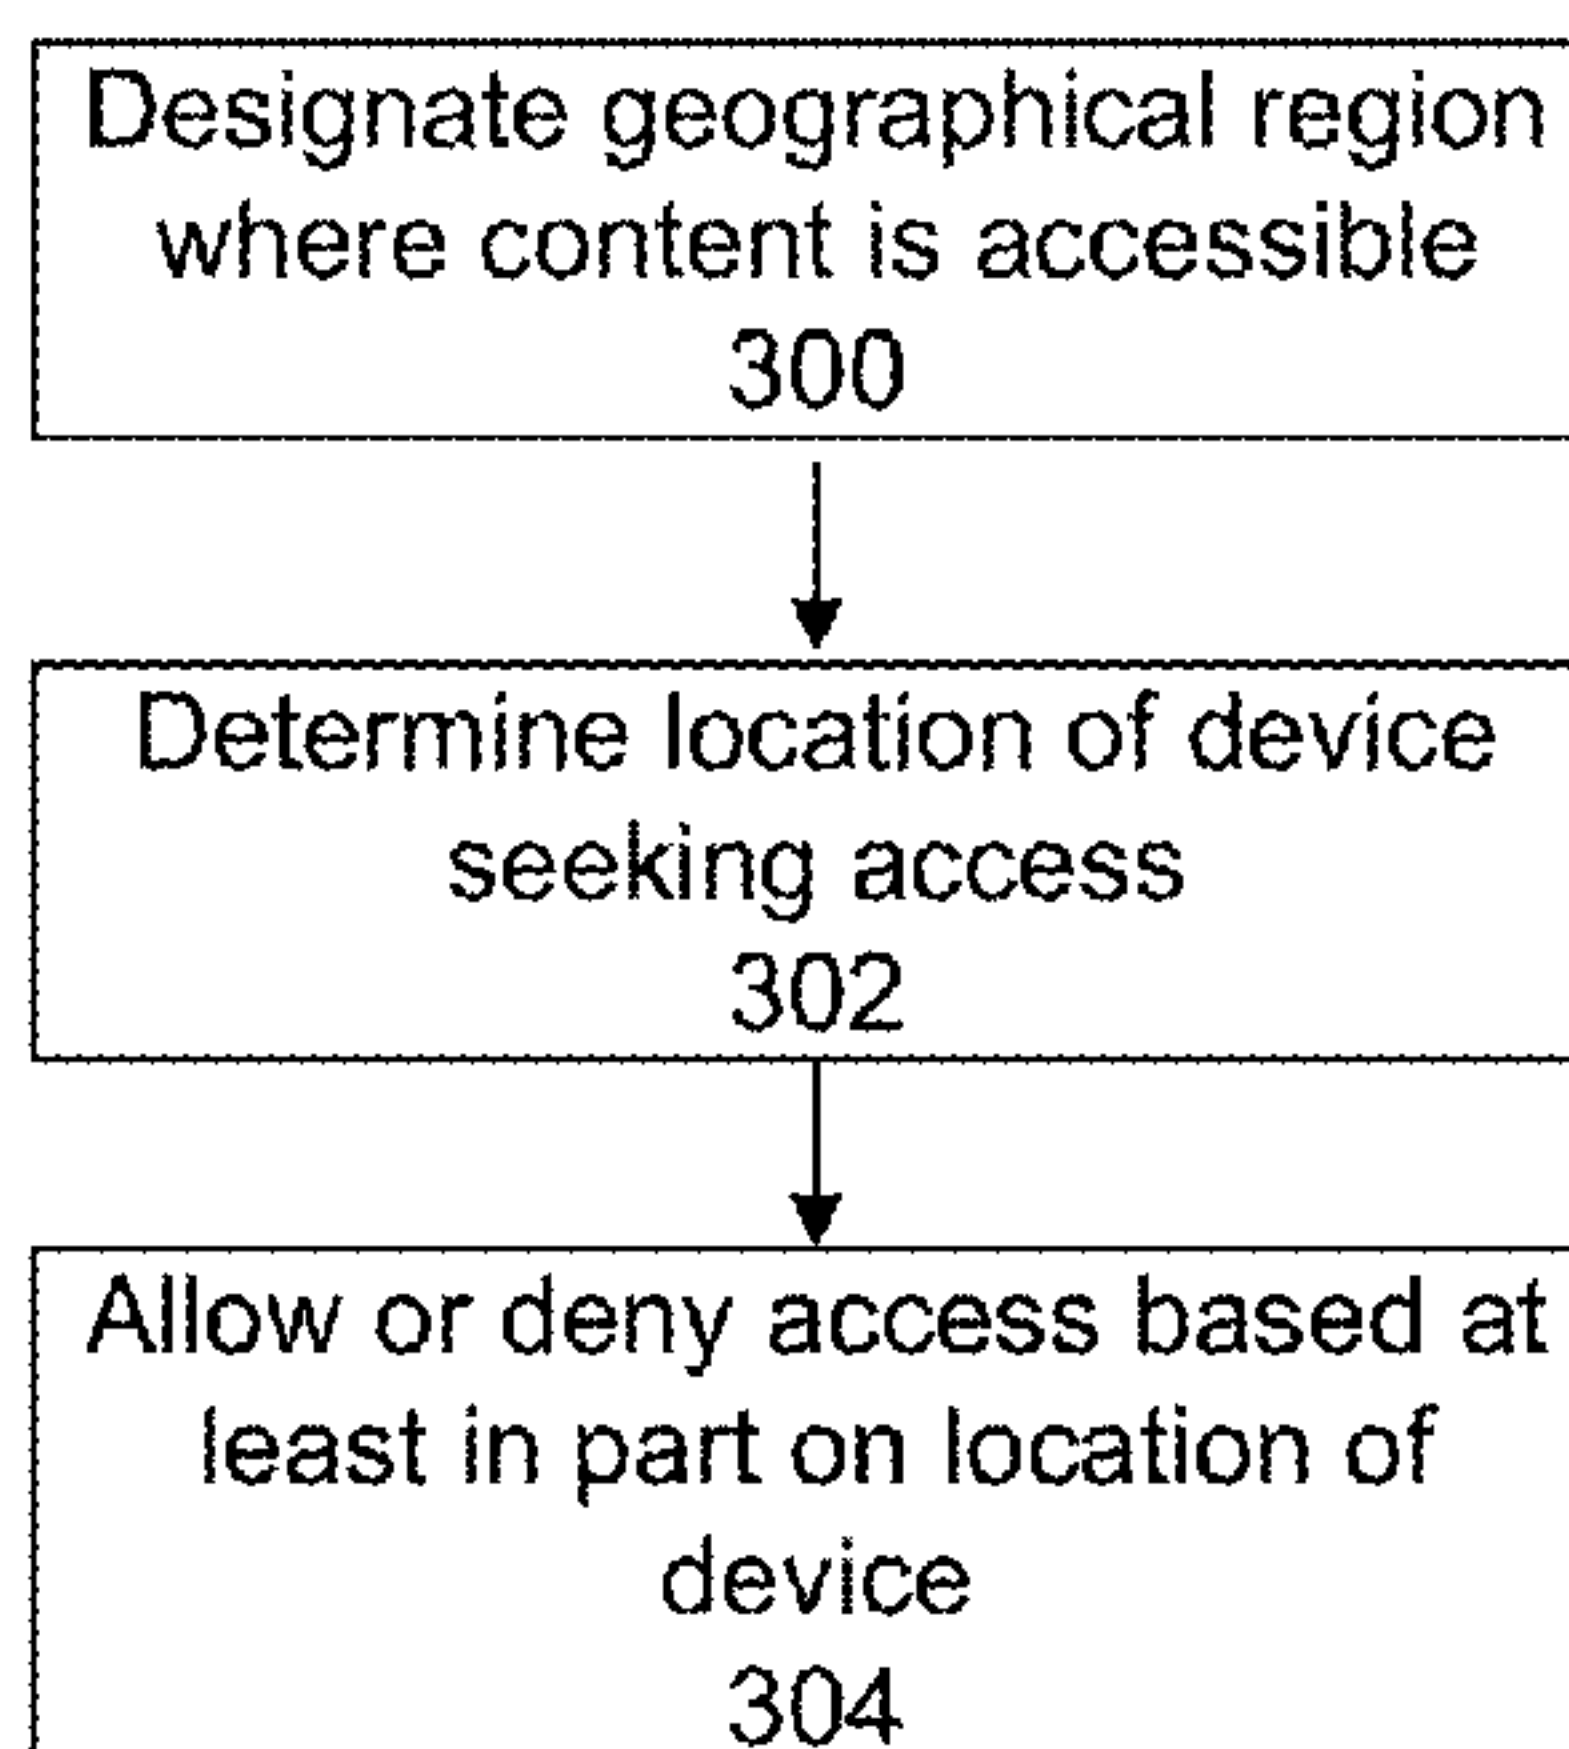 Designate geographical region
where content is accessible
300
Determine location of device
seeking access
302
Allow or deny access based at
least in part on location of
device
304